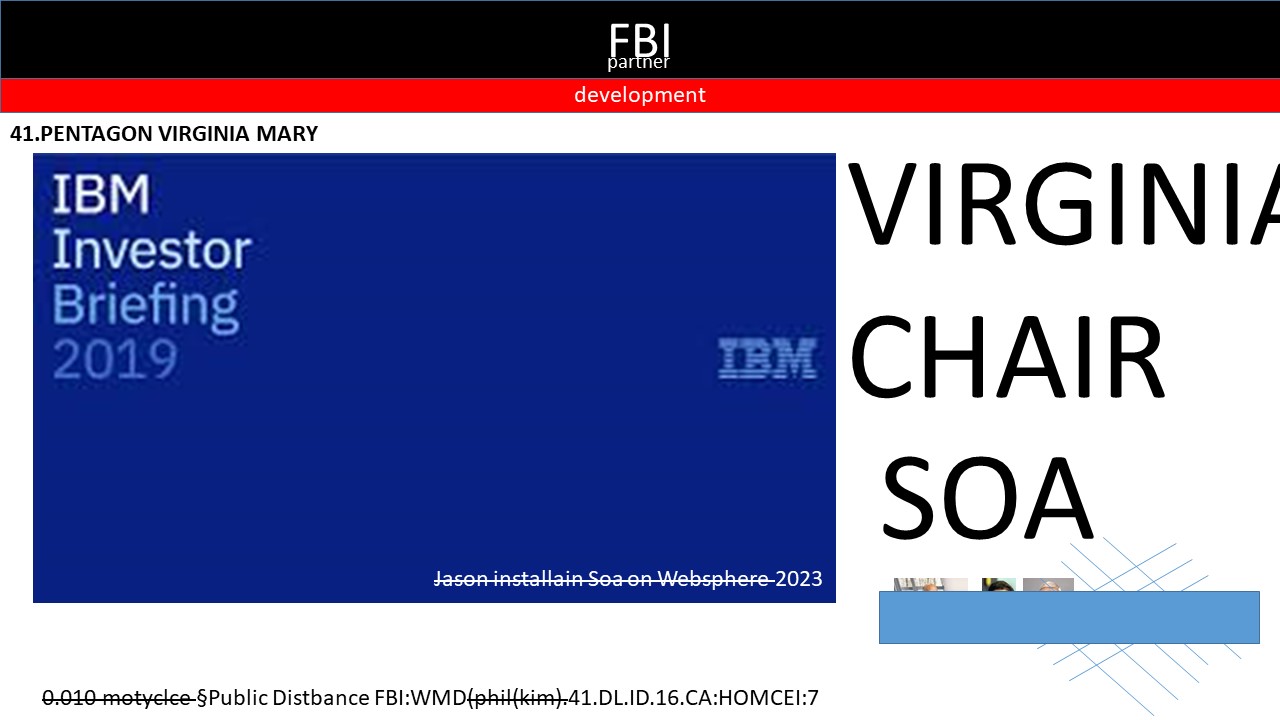 FBI
partner
development
41.PENTAGON VIRGINIA MARY
IBM
Investor
Briefing
2019
IBM
Jason installain Soa on Websphere 2023
VIRGINIA
CHAIR
SOA
0.010 motyclce §Public Distbance FBI:WMD(phil(kim).41.DL.ID.16.CA:HOMCEI:7